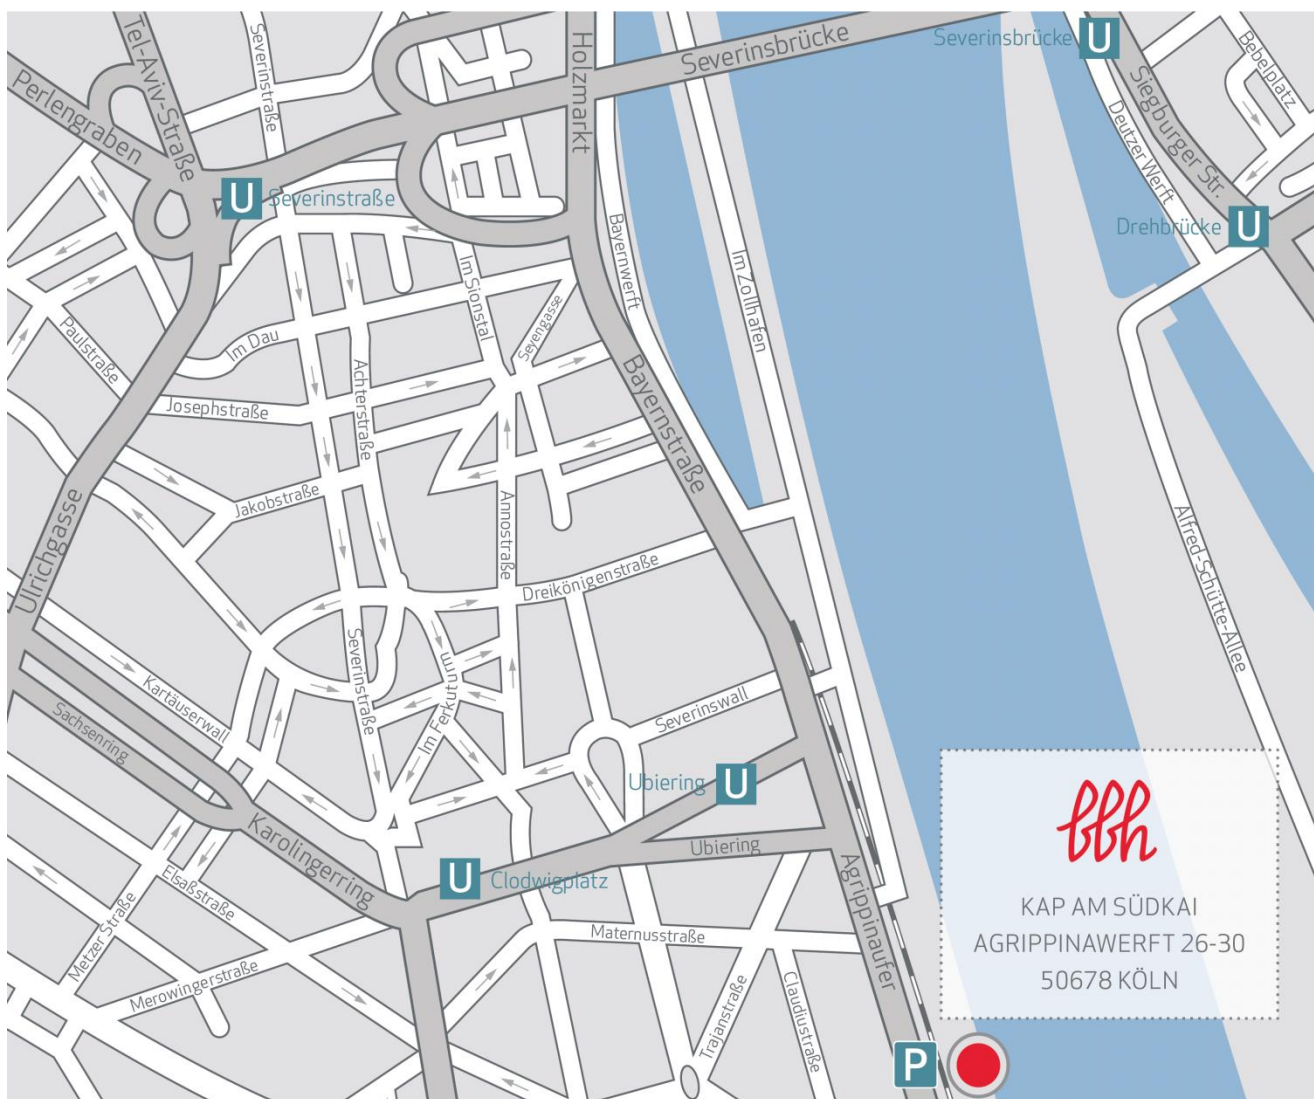 Tel-Aviv-Straße
Severinstraße
Holzmarkt
Severinsbrücke
Severinsbrücke
U
Siegburger Str.
Bebelplatz
Perlengraben
Deutzer Werft
U
Severinstraße
Drehbrücke
U
Bayernwerft
Im Zollhafen
Im Sionstal
Paulstraße
Im Dau
Seyengasse
Achterstraße
Bayernstraße
Josephstraße
Jakobstraße
Annostraße
Ulrichgasse
Dreikönigenstraße
Alfred-Schütte-Allee
Kartäuserwall
Severinstraße
Im Ferkulum
Severinswall
Sachsenring
Ubiering
U
Karolingerring
Ubiering
U
Clodwigplatz
Elsaßstraße
Metzer Straße
Merowingerstraße
Maternusstraße
Agrippinaufer
Trajanstraße
Claudiustraße
bbh
KAP AM SÜDKAI
AGRIPPINAWERFT 26-30
50678 KÖLN
P